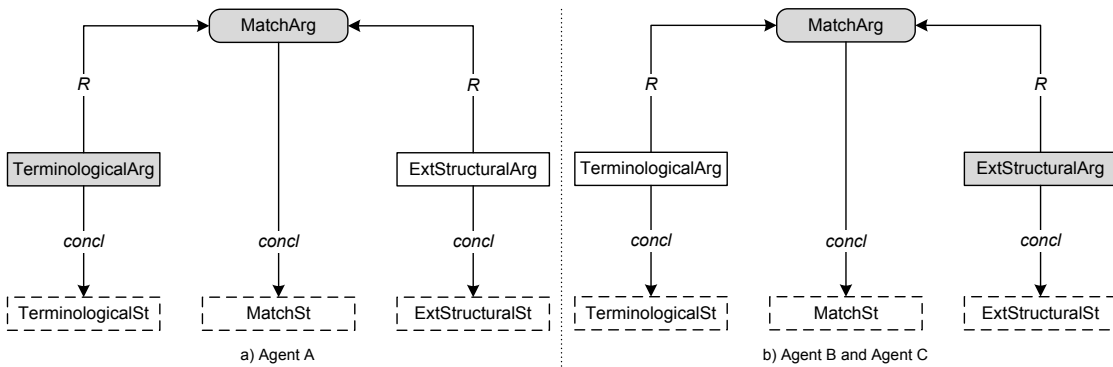 MatchArg MatchArg
R R R R
TerminologicalArg ExtStructuralArg TerminologicalArg ExtStructuralArg
concl concl concl concl concl concl
TerminologicalSt MatchSt ExtStructuralSt TerminologicalSt MatchSt ExtStructuralSt
a) Agent A b) Agent B and Agent C